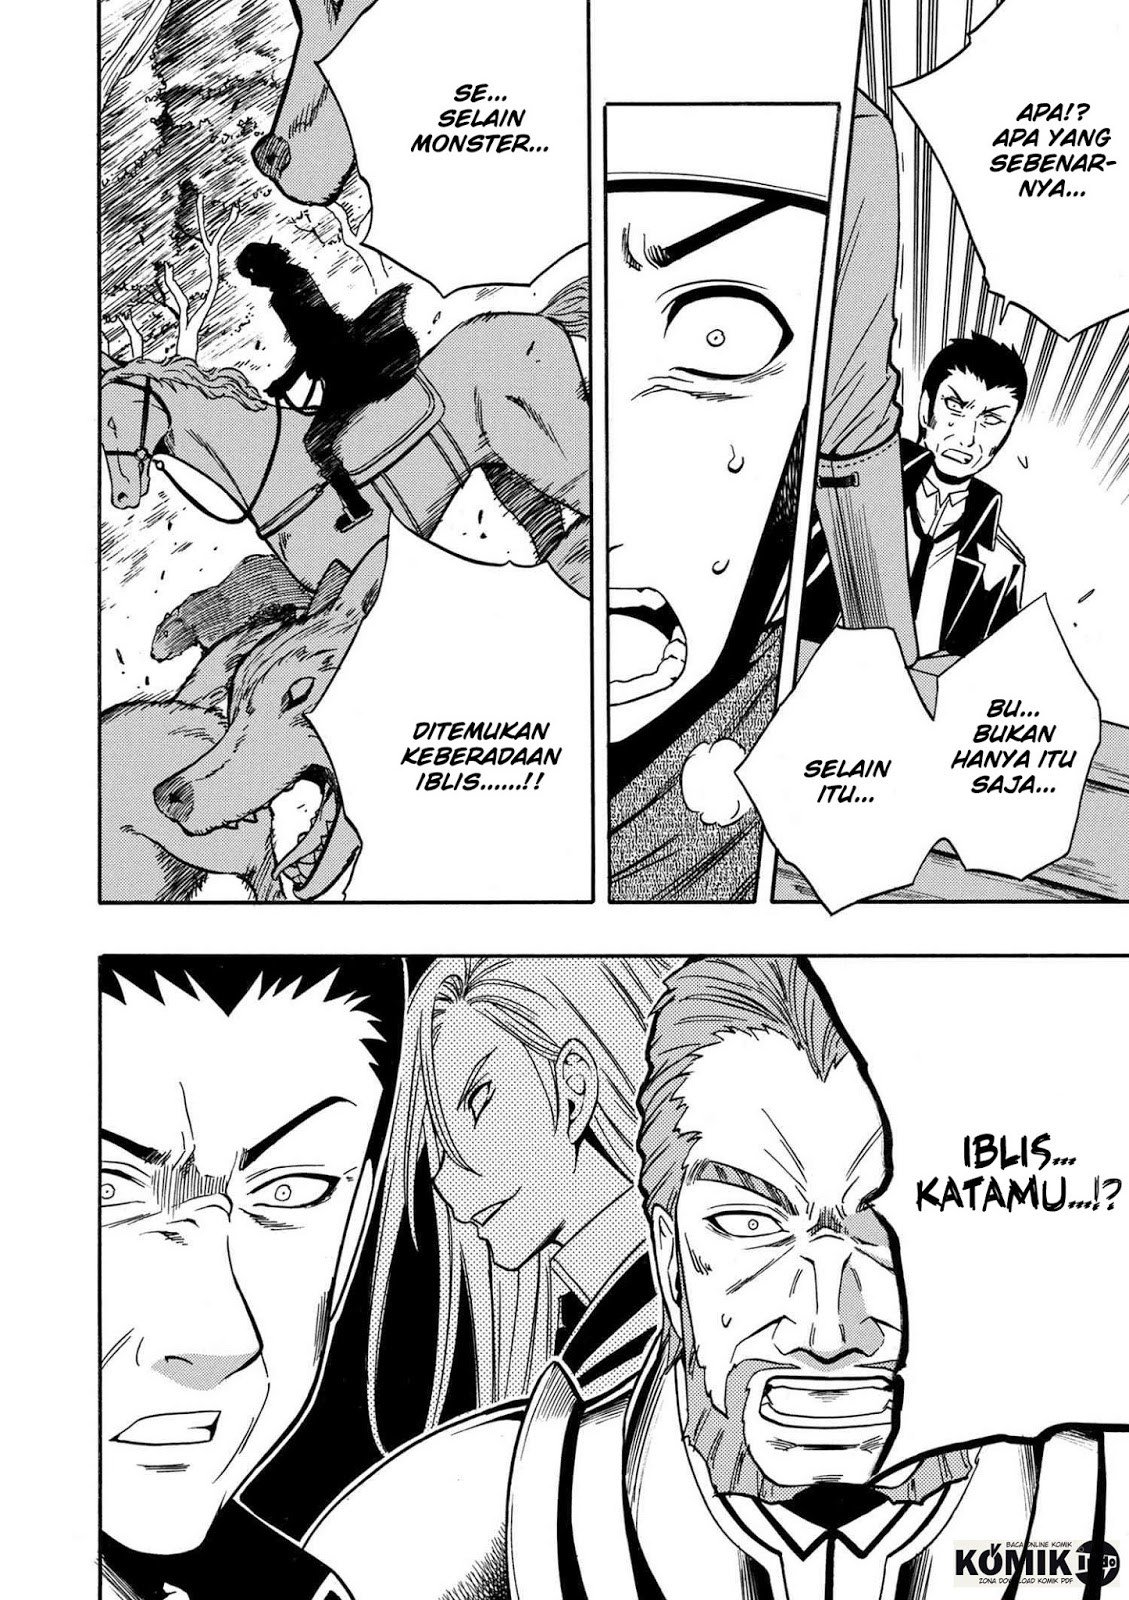 APA!?
APA YANG
SEBENAR-
NYA...
BU...
BUKAN
HANYA ITU
SAJA...
SELAIN
ITU...
SE...
SELAIN
MONSTER...
DITEMUKAN
KEBERADAAN
IBLIS......!!
IBLIS...
KATAMU...!?
BACA ONLINE KOMIK
KOMIK indo
ZONA DOWNLOAD KOMIK PDF